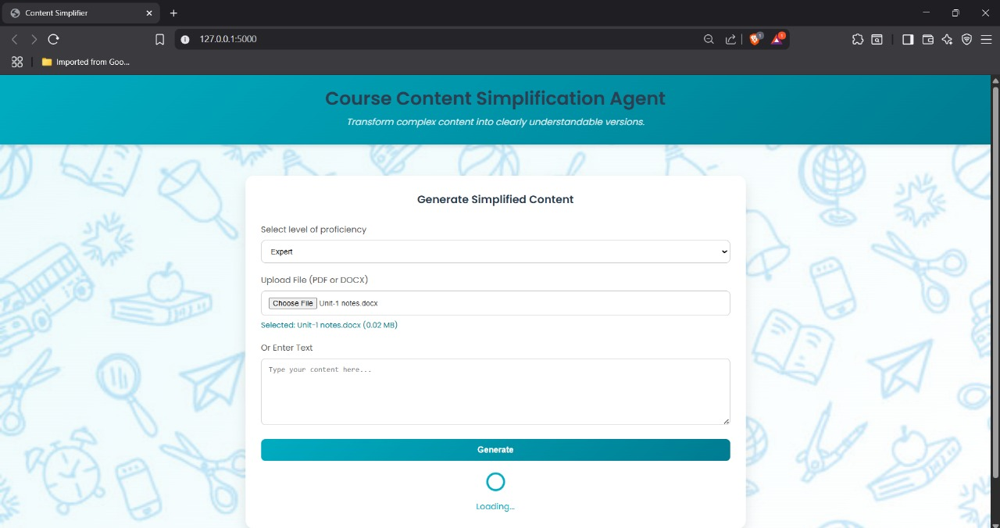 Content Simplifier
127.0.0.1:5000
1
1
Imported from Goo...
Course Content Simplification Agent
Transform complex content into clearly understandable versions.
Generate Simplified Content
Select level of proficiency
Expert
Upload File (PDF or DOCX)
Choose File Unit-1 notes.docx
Selected: Unit-1 notes.docx (0.02 MB)
Or Enter Text
Type your content here...
Generate
Loading...